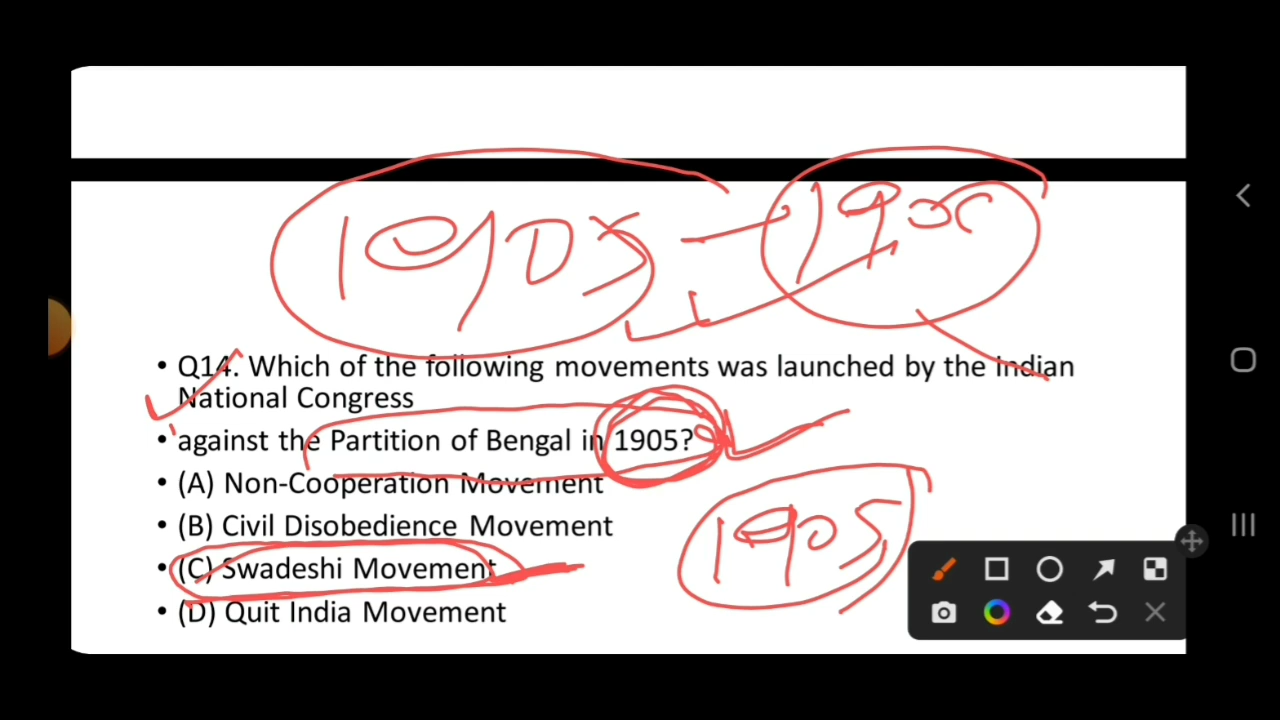 1905 - 190
• Q14. Which of the following movements was launched by the Indian
National Congress
• against the Partition of Bengal in 1905?
• (A) Non-Cooperation Movement
1905
• (B) Civil Disobedience Movement
• (C) Swadeshi Movement
• (D) Quit India Movement